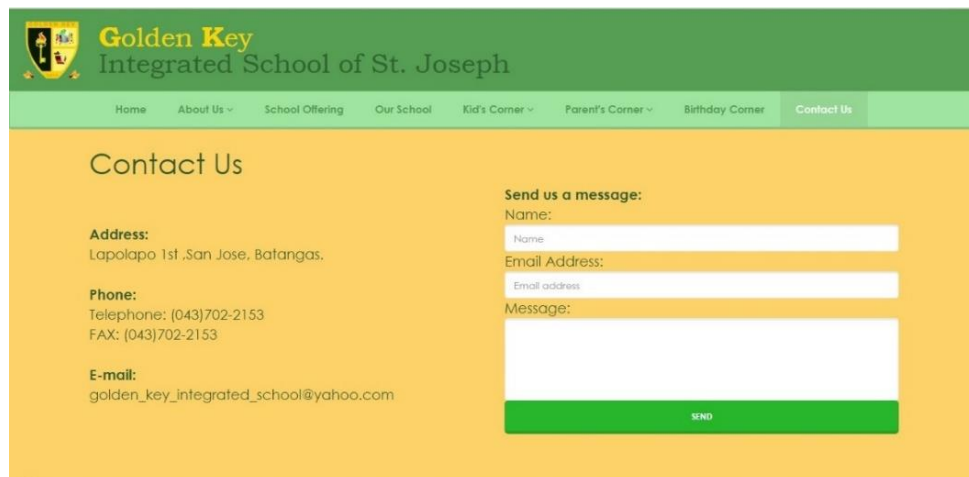 Golden Key
Integrated School of St. Joseph
Home About Us School Offering Our School Kid's Corner Parent's Corner Birthday Corner Contact Us
Contact Us
Address:
Lapolapo 1st ,San Jose, Batangas.
Phone:
Telephone: (043)702-2153
FAX: (043)702-2153
E-mail:
golden_key_integrated_school@yahoo.com
Send us a message:
Name:
Name
Email Address:
Email address
Message:
SEND